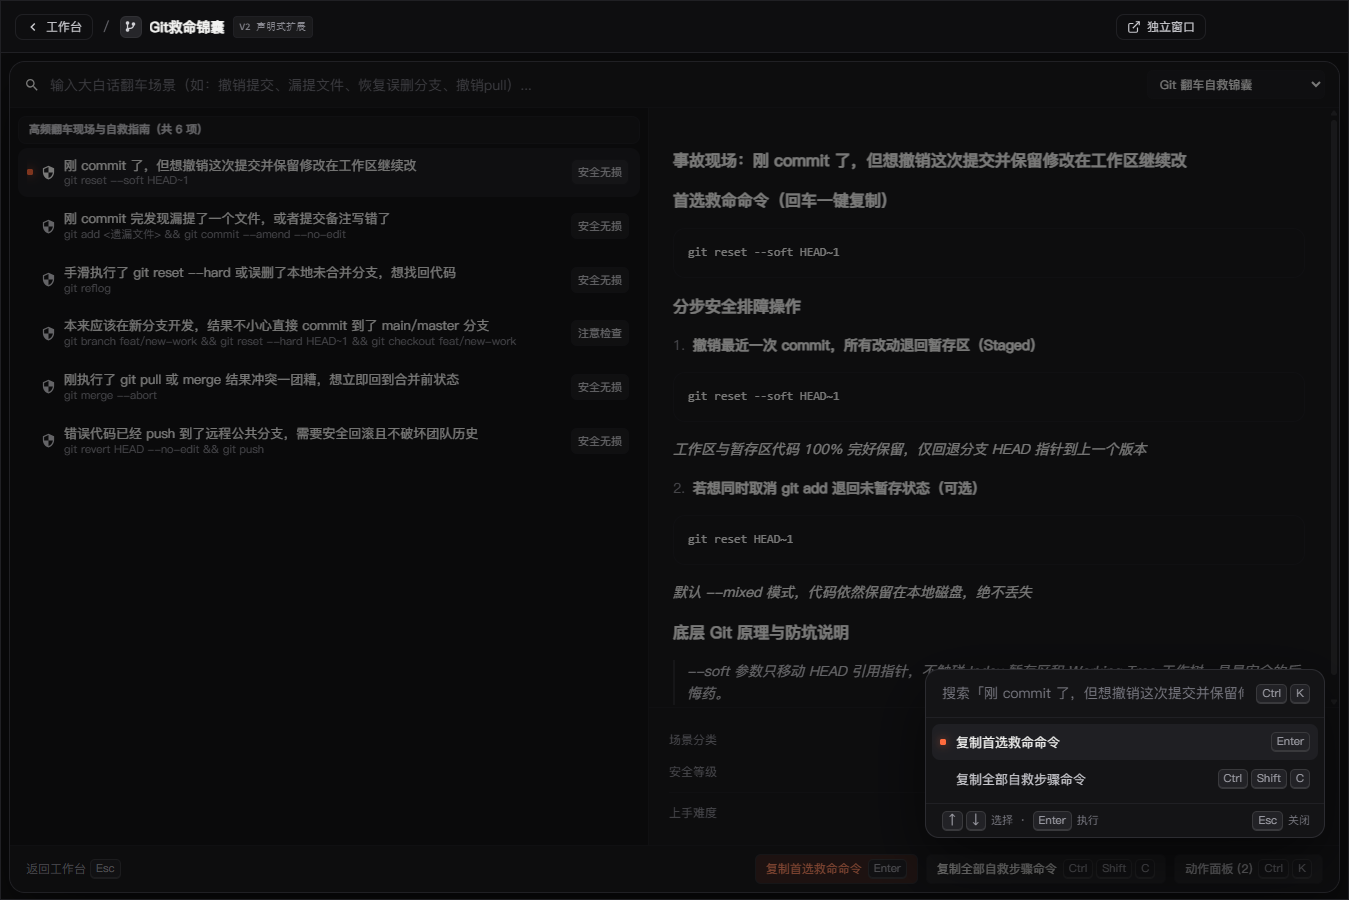 工作台
/
Git救命锦囊
V2 声明式扩展
独立窗口
输入大白话翻车场景（如：撤销提交、漏提文件、恢复误删分支、撤销pull）...
Git 翻车自救锦囊
高频翻车现场与自救指南（共 6 项）
刚 commit 了，但想撤销这次提交并保留修改在工作区继续改
git reset --soft HEAD~1
安全无损
刚 commit 完发现漏提了一个文件，或者提交备注写错了
git add <遗漏文件> && git commit --amend --no-edit
安全无损
手滑执行了 git reset --hard 或误删了本地未合并分支，想找回代码
git reflog
安全无损
本来应该在新分支开发，结果不小心直接 commit 到了 main/master 分支
git branch feat/new-work && git reset --hard HEAD~1 && git checkout feat/new-work
注意检查
刚执行了 git pull 或 merge 结果冲突一团糟，想立即回到合并前状态
git merge --abort
安全无损
错误代码已经 push 到了远程公共分支，需要安全回滚且不破坏团队历史
git revert HEAD --no-edit && git push
安全无损
事故现场：刚 commit 了，但想撤销这次提交并保留修改在工作区继续改
首选救命命令（回车一键复制）
git reset --soft HEAD~1
分步安全排障操作
1. 撤销最近一次 commit，所有改动退回暂存区（Staged）
git reset --soft HEAD~1
工作区与暂存区代码 100% 完好保留，仅回退分支 HEAD 指针到上一个版本
2. 若想同时取消 git add 退回未暂存状态（可选）
git reset HEAD~1
默认 --mixed 模式，代码依然保留在本地磁盘，绝不丢失
底层 Git 原理与防坑说明
--soft 参数只移动 HEAD 引用指针，
悔药。
场景分类
安全等级
上手难度
搜索「刚 commit 了，但想撤销这次提交并保留 Ctrl K
复制首选救命命令 Enter
复制全部自救步骤命令 Ctrl Shift C
↑ ↓ 选择 · Enter 执行 Esc 关闭
返回工作台 Esc
复制首选救命命令 Enter
复制全部自救步骤命令 Ctrl Shift C
动作面板 (2) Ctrl K